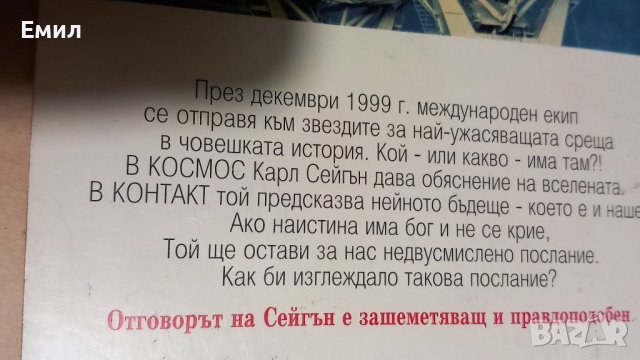 Емил
През декември 1999 г. международен екип
се отправя към звездите за най-ужасяващата среща
в човешката история. Кой - или какво - има там?!
В КОСМОС Карл Сейгън дава обяснение на вселената.
В КОНТАКТ той предсказва нейното бъдеще - което е и наше
Ако наистина има бог и не се крие,
Той ще остави за нас недвусмислено послание.
Как би изглеждало такова послание?
Отговорът на Сейгън е зашеметяващ и правдоподобен.
BAZAR